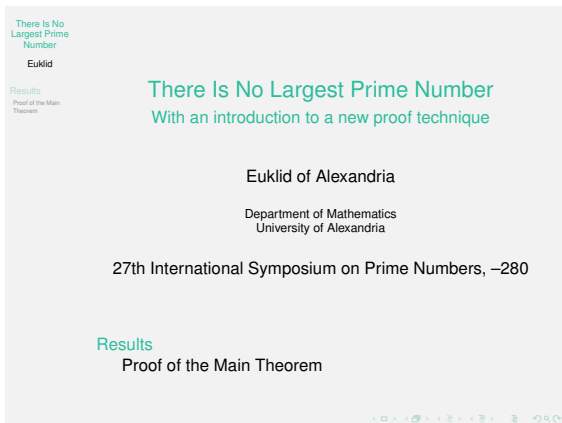 There Is No
Largest Prime
Number
Euklid
Results
Proof of the Main
Theorem
There Is No Largest Prime Number
With an introduction to a new proof technique
Euklid of Alexandria
Department of Mathematics
University of Alexandria
27th International Symposium on Prime Numbers, –280
Results
Proof of the Main Theorem